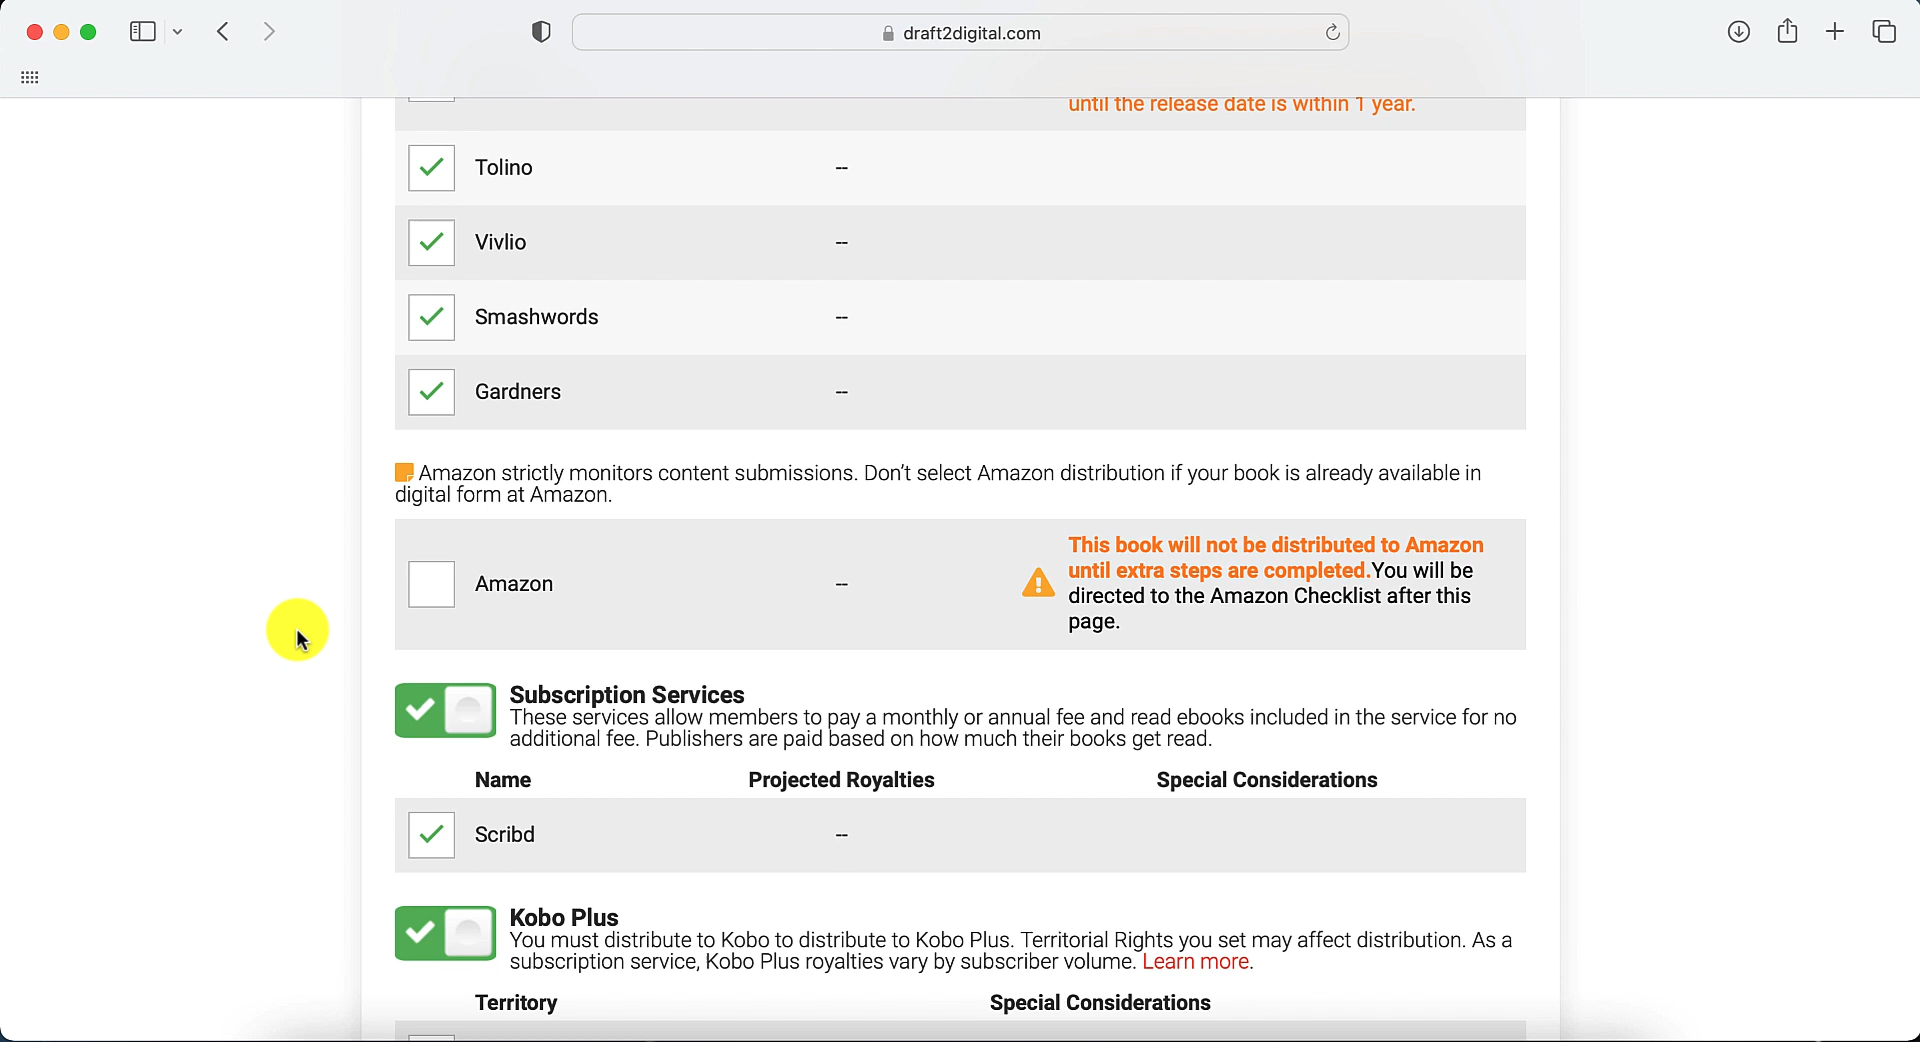 draft2digital.com
until the release date is within 1 year.
Tolino --
Vivlio --
Smashwords --
Gardners --
Amazon strictly monitors content submissions. Don't select Amazon distribution if your book is already available in
digital form at Amazon.
Amazon --
This book will not be distributed to Amazon
until extra steps are completed.You will be
directed to the Amazon Checklist after this
page.
Subscription Services
These services allow members to pay a monthly or annual fee and read ebooks included in the service for no
additional fee. Publishers are paid based on how much their books get read.
Name Projected Royalties Special Considerations
Scribd --
Kobo Plus
You must distribute to Kobo to distribute to Kobo Plus. Territorial Rights you set may affect distribution. As a
subscription service, Kobo Plus royalties vary by subscriber volume. Learn more.
Territory Special Considerations